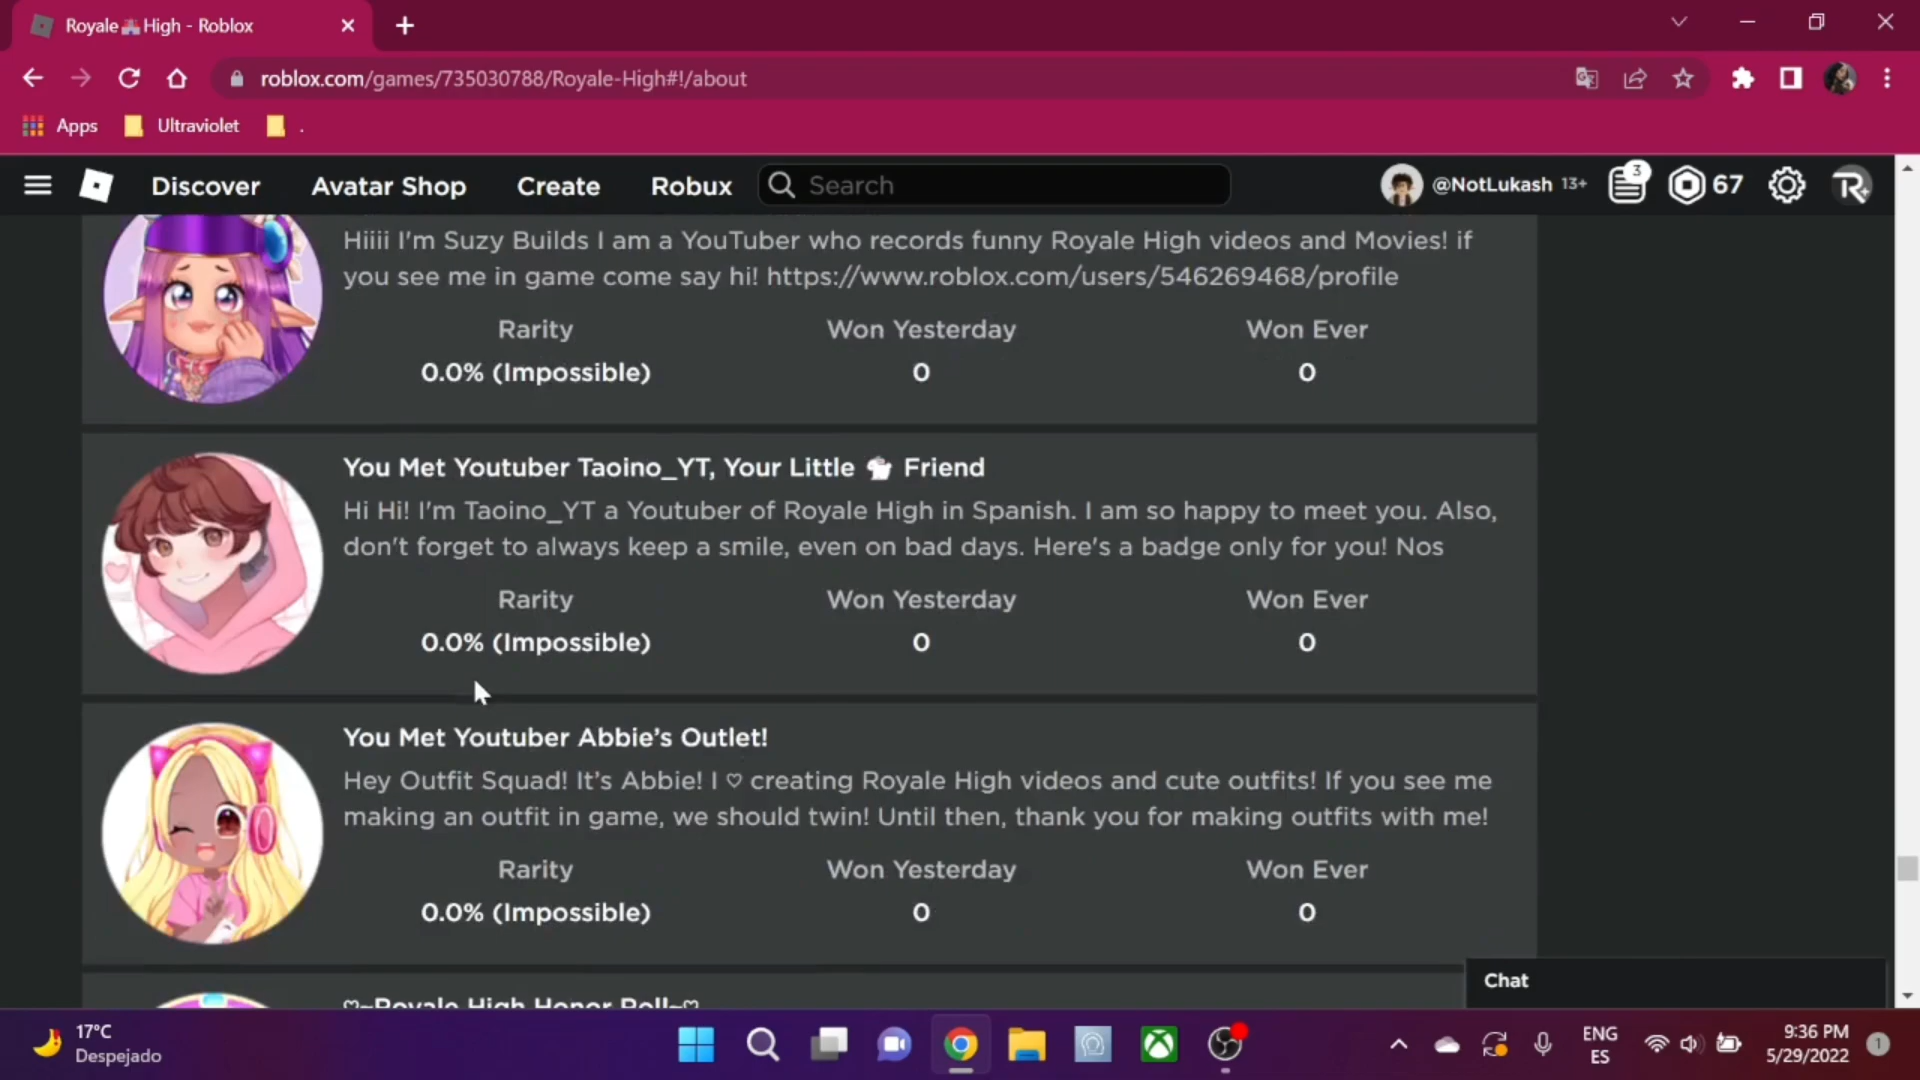 Royale🏰High - Roblox
roblox.com/games/735030788/Royale-High#!/about
Apps Ultraviolet .
Discover Avatar Shop Create Robux Search @NotLukash 13+ 3 67
Hiiii I'm Suzy Builds I am a YouTuber who records funny Royale High videos and Movies! if
you see me in game come say hi! https://www.roblox.com/users/546269468/profile
Rarity Won Yesterday Won Ever
0.0% (Impossible) 0 0
You Met Youtuber Taoino_YT, Your Little 🐁 Friend
Hi Hi! I'm Taoino_YT a Youtuber of Royale High in Spanish. I am so happy to meet you. Also,
don't forget to always keep a smile, even on bad days. Here's a badge only for you! Nos
Rarity Won Yesterday Won Ever
0.0% (Impossible) 0 0
You Met Youtuber Abbie’s Outlet!
Hey Outfit Squad! It’s Abbie! I ♡ creating Royale High videos and cute outfits! If you see me
making an outfit in game, we should twin! Until then, thank you for making outfits with me!
Rarity Won Yesterday Won Ever
0.0% (Impossible) 0 0
♡~Royale High Honor Roll~♡
Chat
17°C
Despejado
ENG
ES
9:36 PM
5/29/2022
1